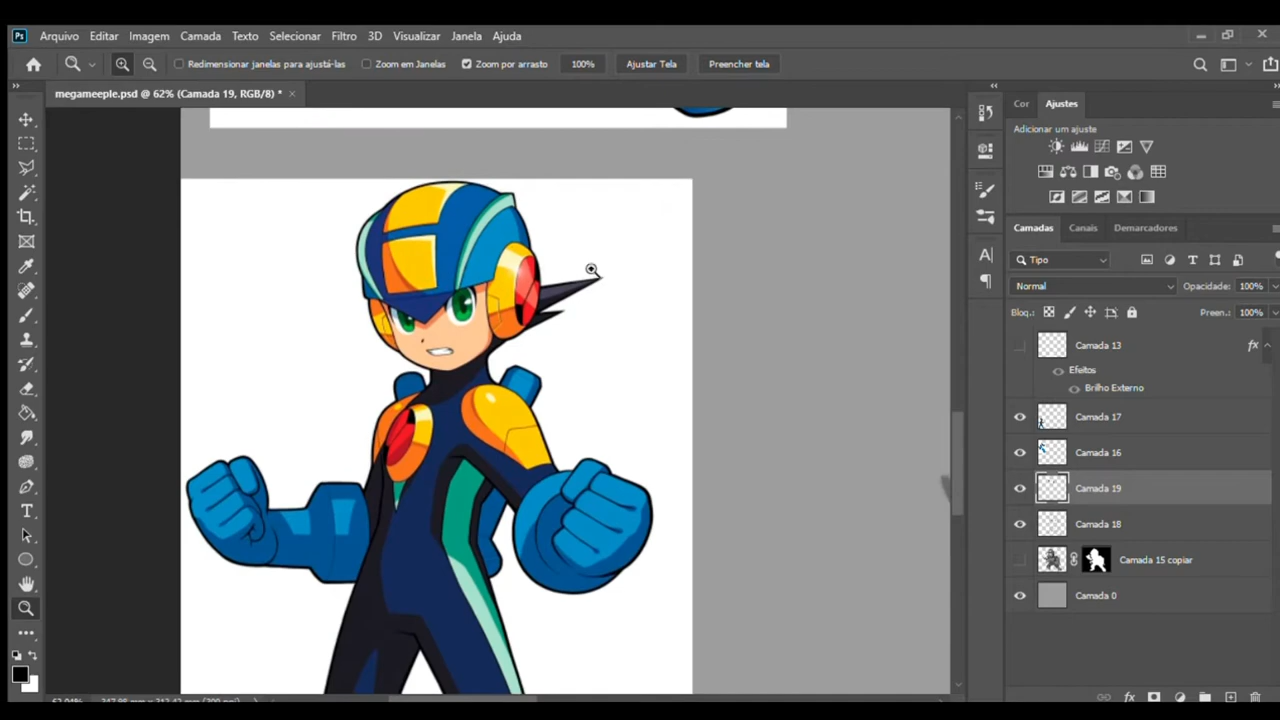 Ps Arquivo Editar Imagem Camada Texto Selecionar Filtro 3D Visualizar Janela Ajuda
Redimensionar janelas para ajustá-las Zoom em Janelas Zoom por arrasto 100% Ajustar Tela Preencher tela
megameeple.psd @ 62% (Camada 19, RGB/8) *
Cor Ajustes
Adicionar um ajuste
Camadas Canais Demarcadores
Tipo
Normal Opacidade: 100%
Bloq.: Preen.: 100%
Camada 13 fx
Efeitos
Brilho Externo
Camada 17
Camada 16
Camada 19
Camada 18
Camada 15 copiar
Camada 0